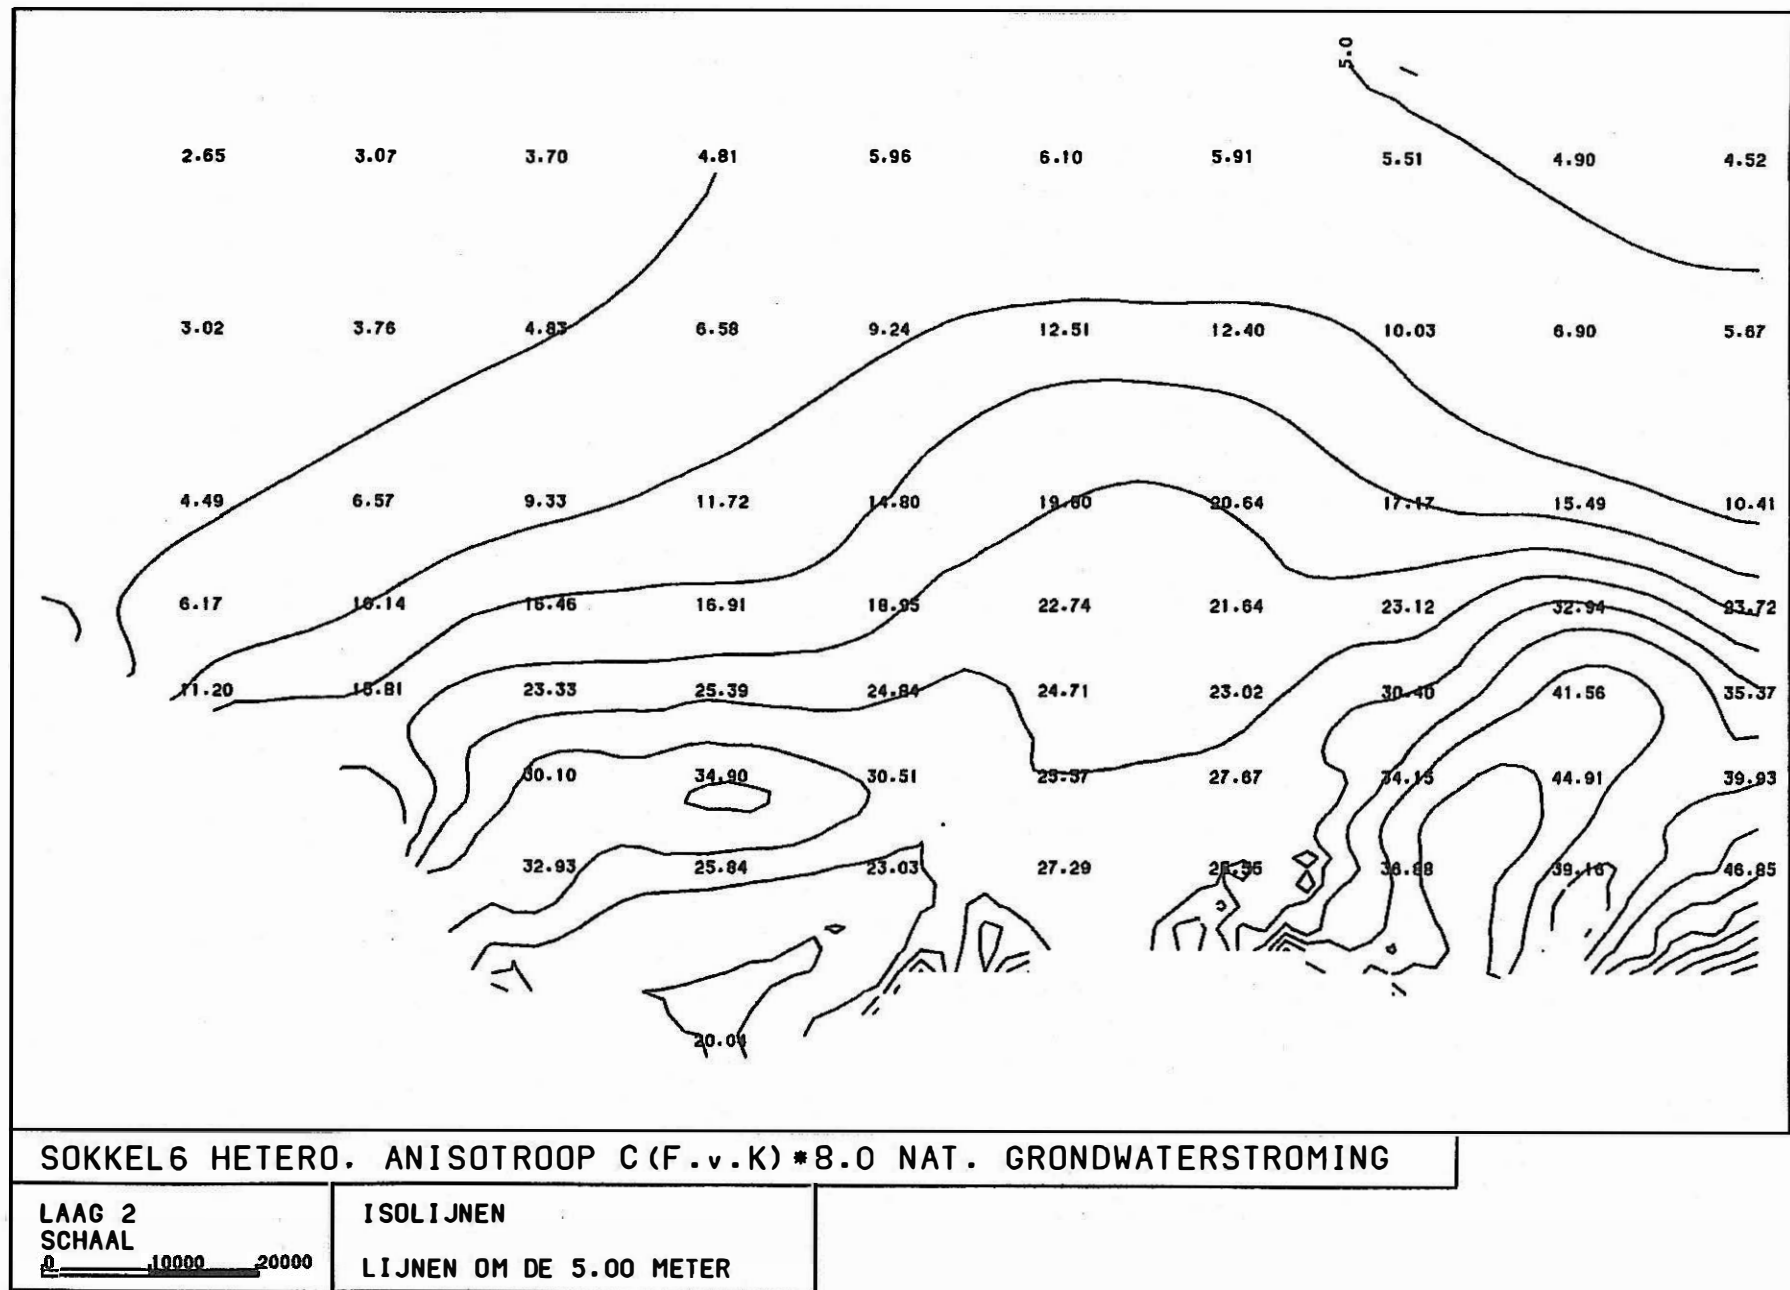 5.0
2.65 3.07 3.70 4.81 5.96 6.10 5.91 5.51 4.90 4.52
3.02 3.76 4.83 6.58 9.24 12.51 12.40 10.03 6.90 5.67
4.49 6.57 9.33 11.72 14.80 19.60 20.64 17.17 15.49 10.41
6.17 10.14 16.46 16.91 18.95 22.74 21.64 23.12 32.94 23.72
11.20 15.81 23.33 25.39 24.84 24.71 23.02 30.40 41.56 35.37
30.10 34.90 30.51 27.67 34.15 44.91 39.93
32.93 25.84 23.03 27.29 36.88 39.16 46.85
20.04
SOKKEL6 HETERO. ANISOTROOP C(F.v.K)*8.0 NAT. GRONDWATERSTROMING
LAAG 2
SCHAAL
0 10000 20000
ISOLIJNEN
LIJNEN OM DE 5.00 METER